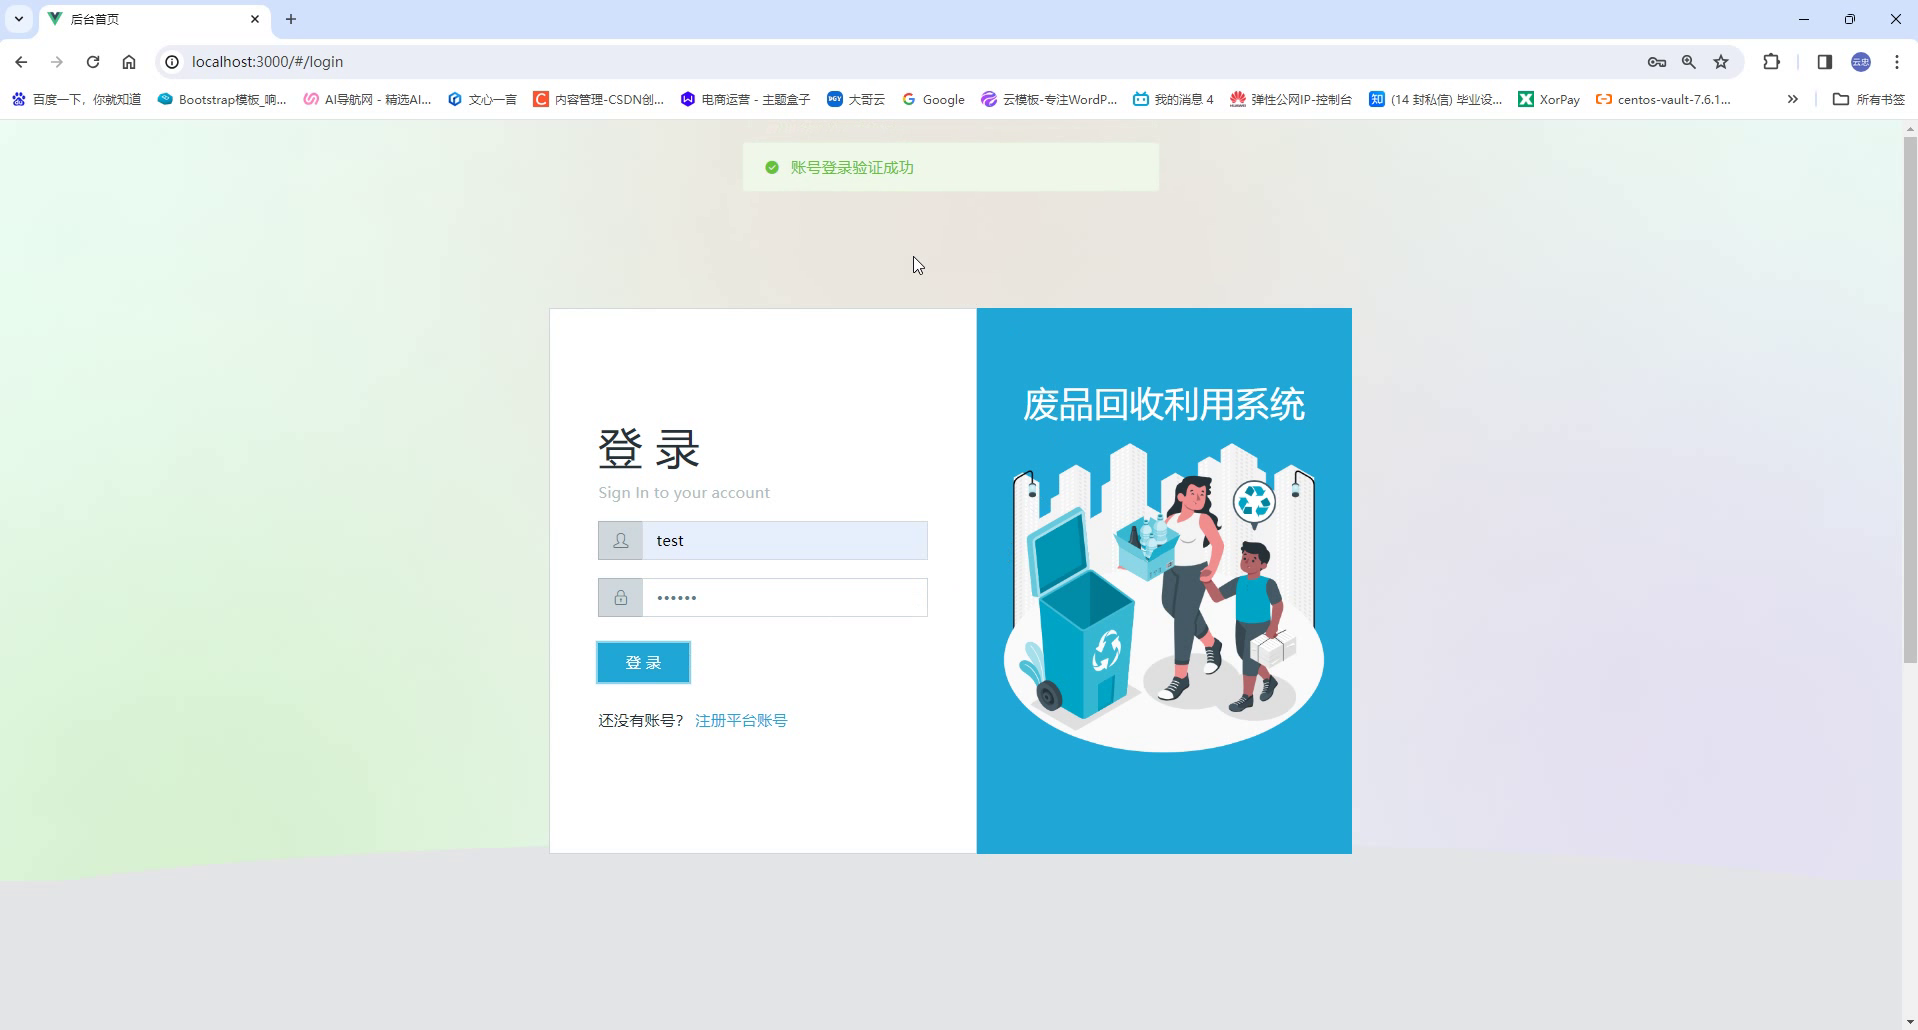 后台首页
localhost:3000/#/login
云忠
百度一下，你就知道
Bootstrap模板_响...
AI导航网 - 精选AI...
文心一言
内容管理-CSDN创...
电商运营 - 主题盒子
大哥云
Google
云模板-专注WordP...
我的消息 4
弹性公网IP-控制台
(14 封私信) 毕业设...
XorPay
centos-vault-7.6.1...
所有书签
账号登录验证成功
登 录
Sign In to your account
test
登 录
还没有账号? 注册平台账号
废品回收利用系统